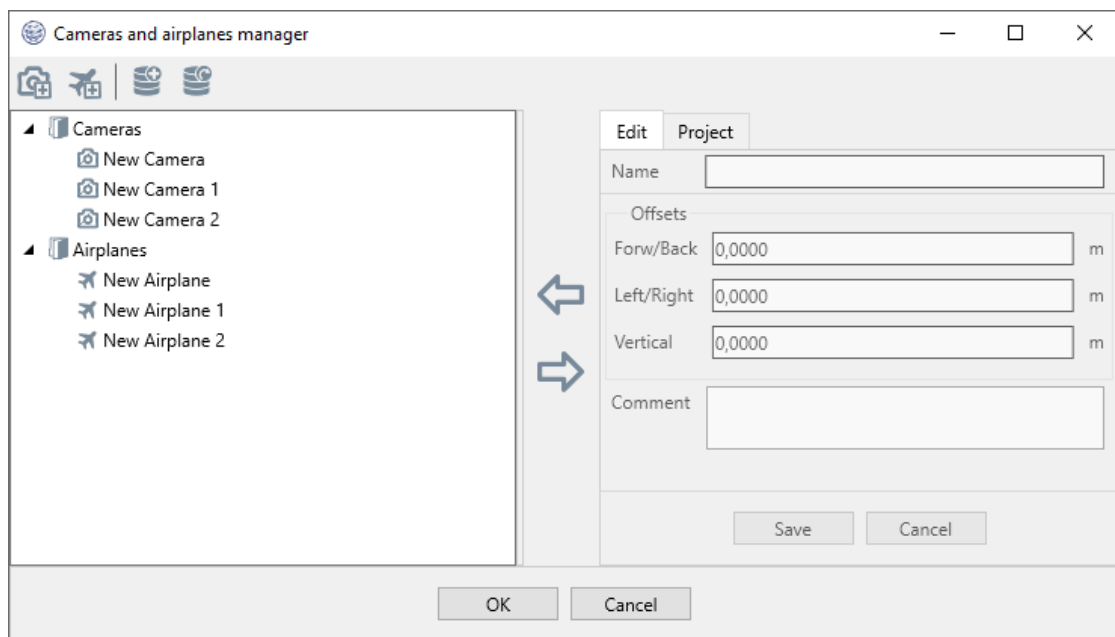 Cameras and airplanes manager
Cameras
New Camera
New Camera 1
New Camera 2
Airplanes
New Airplane
New Airplane 1
New Airplane 2
Edit Project
Name
Offsets
Forw/Back 0,0000 m
Left/Right 0,0000 m
Vertical 0,0000 m
Comment
Save Cancel
OK Cancel